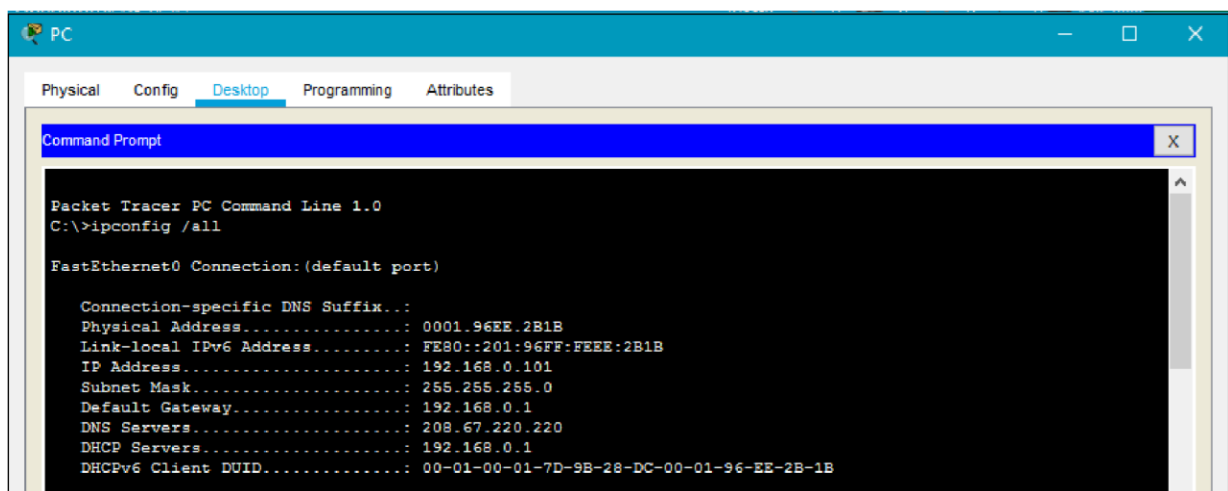 PC
Physical Config Desktop Programming Attributes
Command Prompt
X
Packet Tracer PC Command Line 1.0
C:\>ipconfig /all
FastEthernet0 Connection:(default port)
Connection-specific DNS Suffix..:
Physical Address................: 0001.96EE.2B1B
Link-local IPv6 Address.........: FE80::201:96FF:FEEE:2B1B
IP Address......................: 192.168.0.101
Subnet Mask.....................: 255.255.255.0
Default Gateway.................: 192.168.0.1
DNS Servers.....................: 208.67.220.220
DHCP Servers....................: 192.168.0.1
DHCPv6 Client DUID..............: 00-01-00-01-7D-9B-28-DC-00-01-96-EE-2B-1B